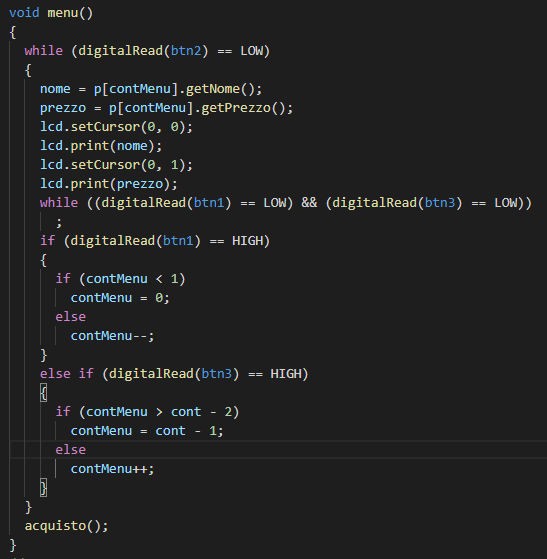 void menu()
{
  while (digitalRead(btn2) == LOW)
  {
    nome = p[contMenu].getNome();
    prezzo = p[contMenu].getPrezzo();
    lcd.setCursor(0, 0);
    lcd.print(nome);
    lcd.setCursor(0, 1);
    lcd.print(prezzo);
    while ((digitalRead(btn1) == LOW) && (digitalRead(btn3) == LOW))
      ;
    if (digitalRead(btn1) == HIGH)
    {
      if (contMenu < 1)
        contMenu = 0;
      else
        contMenu--;
    }
    else if (digitalRead(btn3) == HIGH)
    {
      if (contMenu > cont - 2)
        contMenu = cont - 1;
      else
        contMenu++;
    }
  }
  acquisto();
}